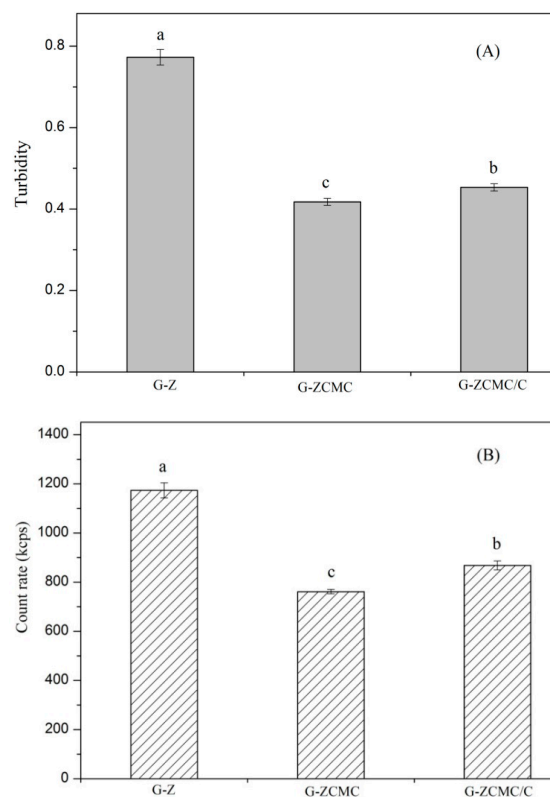 (A)
Turbidity
0.8
0.6
0.4
0.2
0.0
a
c
b
G-Z
G-ZCMC
G-ZCMC/C
(B)
Count rate (kcps)
1400
1200
1000
800
600
400
200
0
a
c
b
G-Z
G-ZCMC
G-ZCMC/C